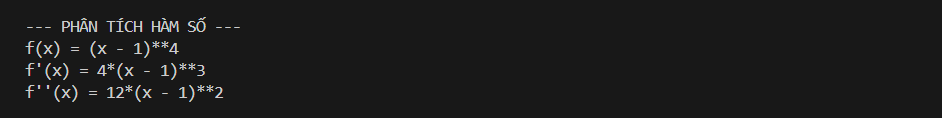 --- PHÂN TÍCH HÀM SỐ ---
f(x) = (x - 1)**4
f'(x) = 4*(x - 1)**3
f''(x) = 12*(x - 1)**2